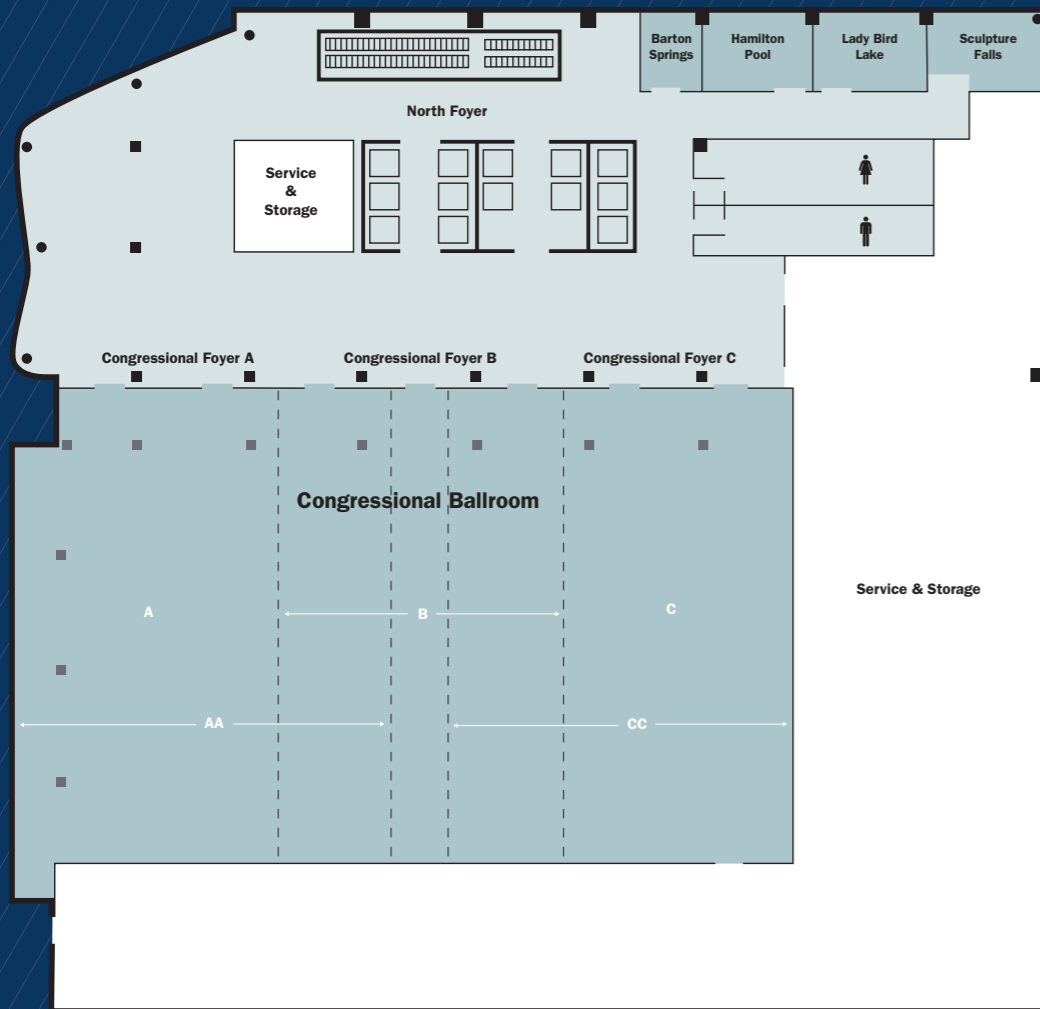 Barton
Springs
Hamilton
Pool
Lady Bird
Lake
Sculpture
Falls
North Foyer
Service
&
Storage
Congressional Foyer A
Congressional Foyer B
Congressional Foyer C
Congressional Ballroom
Service & Storage
A
B
C
AA
CC